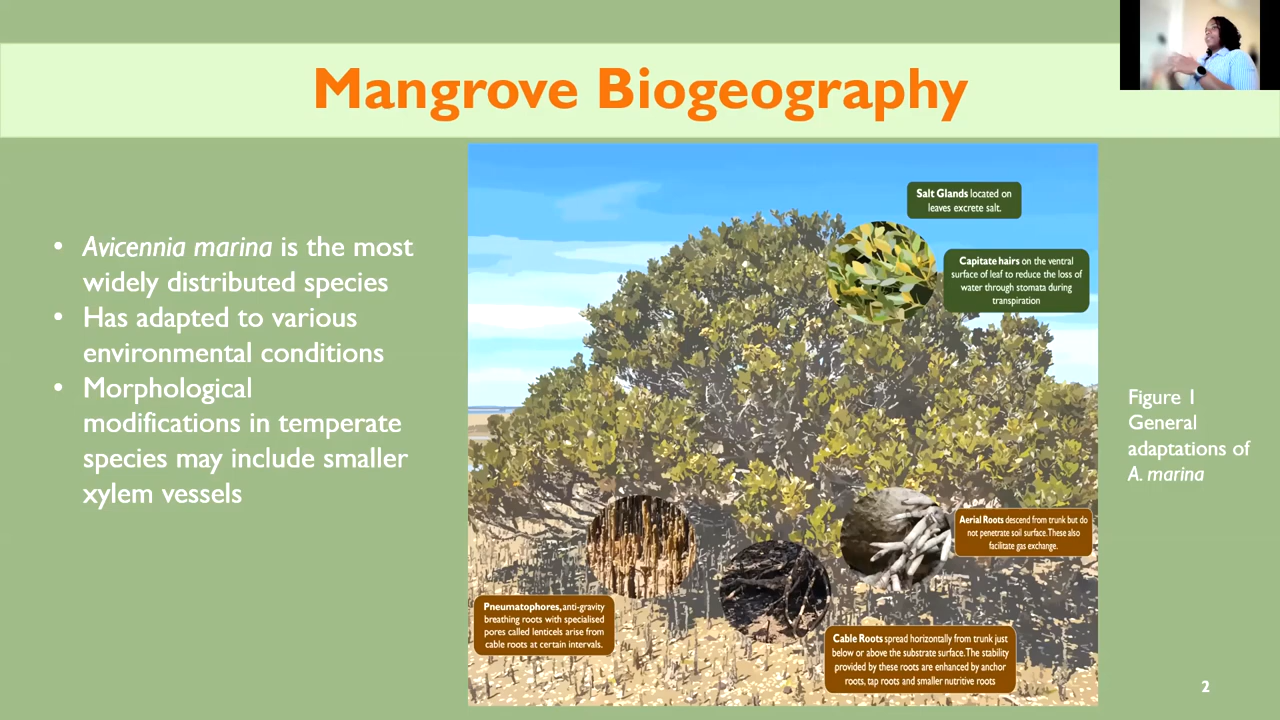 Mangrove Biogeography
• Avicennia marina is the most
widely distributed species
• Has adapted to various
environmental conditions
• Morphological
modifications in temperate
species may include smaller
xylem vessels
Salt Glands located on
leaves excrete salt.
Capitate hairs on the ventral
surface of leaf to reduce the loss of
water through stomata during
transpiration
Aerial Roots descend from trunk but do
not penetrate soil surface.These also
facilitate gas exchange.
Pneumatophores, anti-gravity
breathing roots with specialised
pores called lenticels arise from
cable roots at certain intervals.
Cable Roots spread horizontally from trunk just
below or above the substrate surface.The stability
provided by these roots are enhanced by anchor
roots, tap roots and smaller nutritive roots
Figure 1
General
adaptations of
A. marina
2